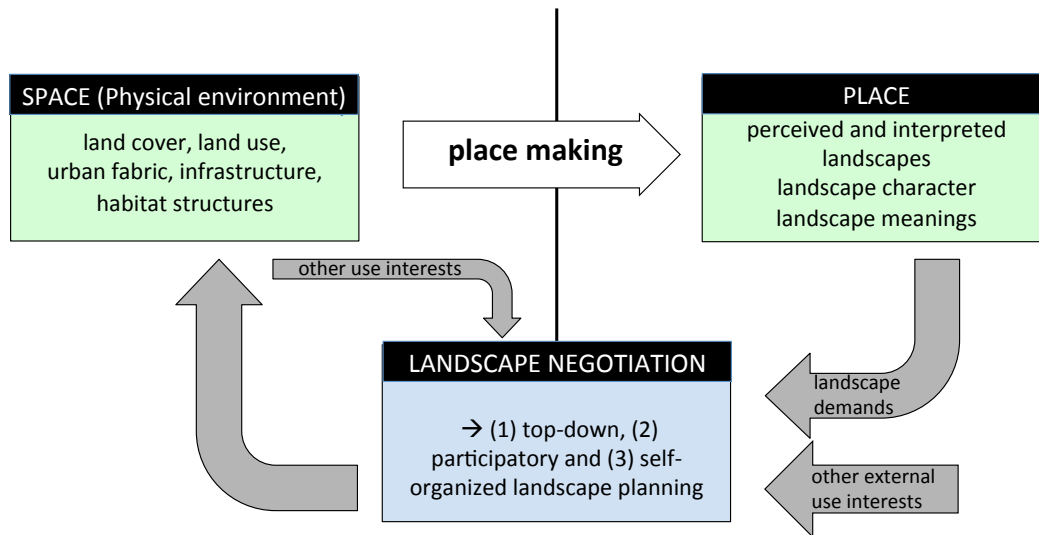 SPACE (Physical environment)
land cover, land use,
urban fabric, infrastructure,
habitat structures
place making
PLACE
perceived and interpreted
landscapes
landscape character
landscape meanings
other use interests
LANDSCAPE NEGOTIATION
→ (1) top-down, (2)
participatory and (3) self-
organized landscape planning
landscape
demands
other external
use interests